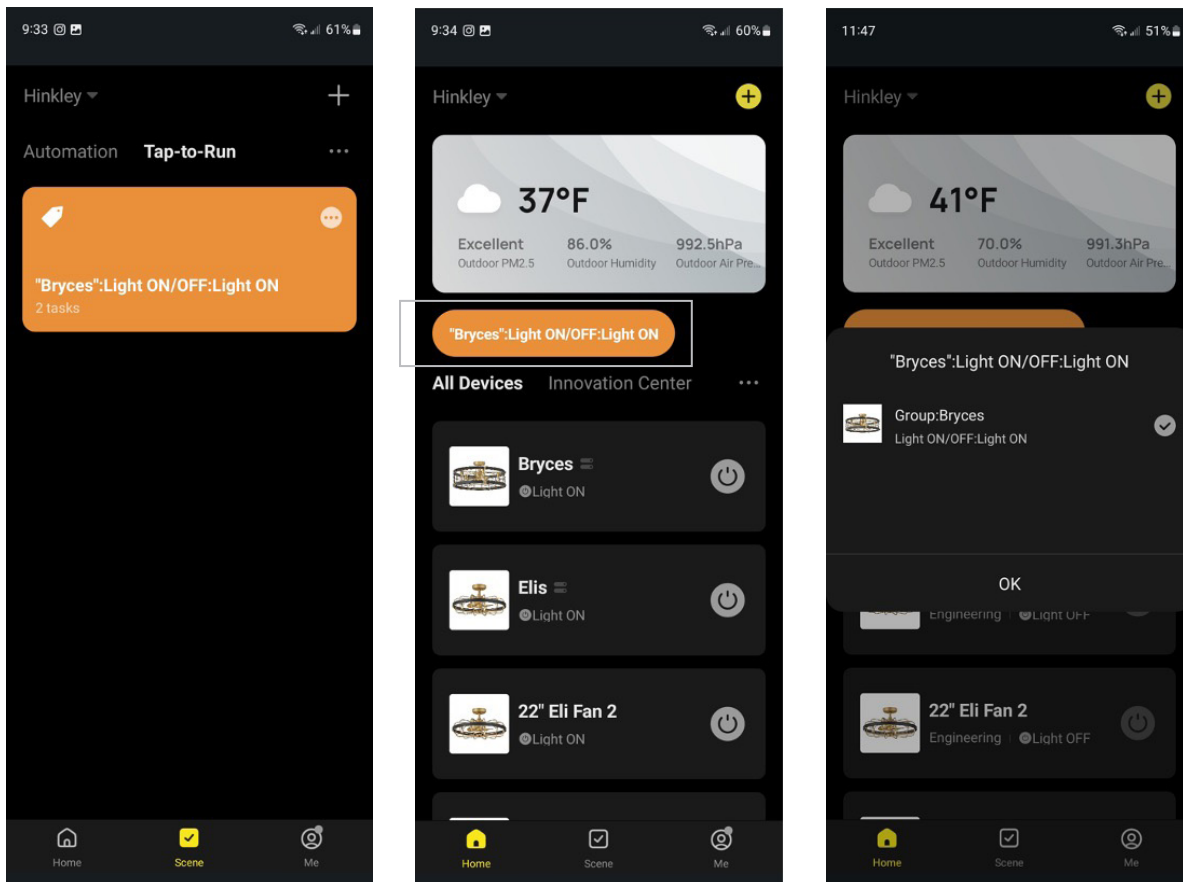 9:33 61%
Hinkley
Automation Tap-to-Run
"Bryces":Light ON/OFF:Light ON
2 tasks
Home Scene Me
9:34 60%
Hinkley
37°F
Excellent 86.0% 992.5hPa
Outdoor PM2.5 Outdoor Humidity Outdoor Air Pre...
"Bryces":Light ON/OFF:Light ON
All Devices Innovation Center
Bryces
Light ON
Elis
Light ON
22" Eli Fan 2
Light ON
Home Scene Me
11:47 51%
Hinkley
41°F
Excellent 70.0% 991.3hPa
Outdoor PM2.5 Outdoor Humidity Outdoor Air Pre...
"Bryces":Light ON/OFF:Light ON
Group:Bryces
Light ON/OFF:Light ON
OK
Engineering Light OFF
22" Eli Fan 2
Engineering Light OFF
Home Scene Me